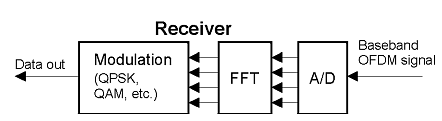 Receiver
Data out
Modulation
(QPSK,
QAM, etc.)
FFT
A/D
Baseband
OFDM signal